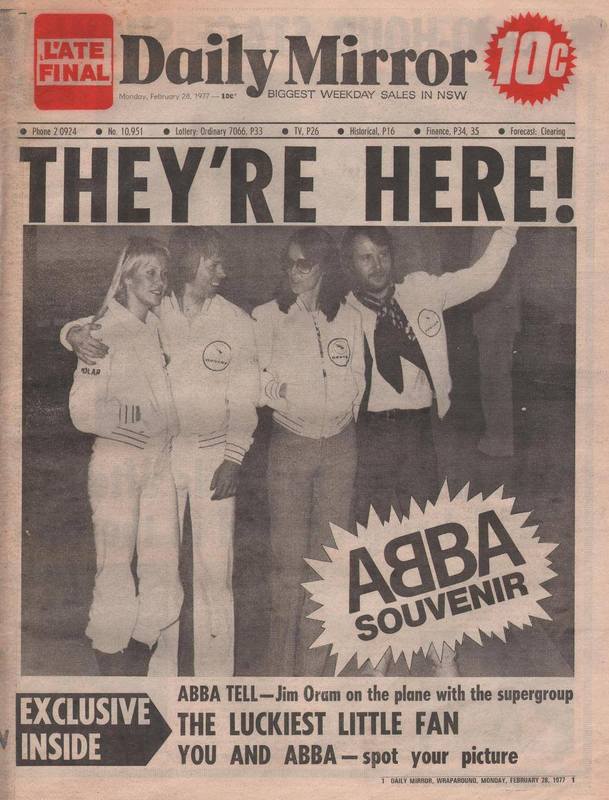 LATE
FINAL
Daily Mirror
10c
Monday, February 28, 1977 — 10c*
BIGGEST WEEKDAY SALES IN NSW
● Phone 2 0924 ● No. 10,951 ● Lottery: Ordinary 7066, P33 ● TV, P26 ● Historical, P16 ● Finance, P34, 35 ● Forecast: Clearing
THEY'RE HERE!
POLAR
ABBA
SOUVENIR
EXCLUSIVE
INSIDE
ABBA TELL—Jim Oram on the plane with the supergroup
THE LUCKIEST LITTLE FAN
YOU AND ABBA — spot your picture
1 DAILY MIRROR, WRAPAROUND, MONDAY, FEBRUARY 28, 1977 1